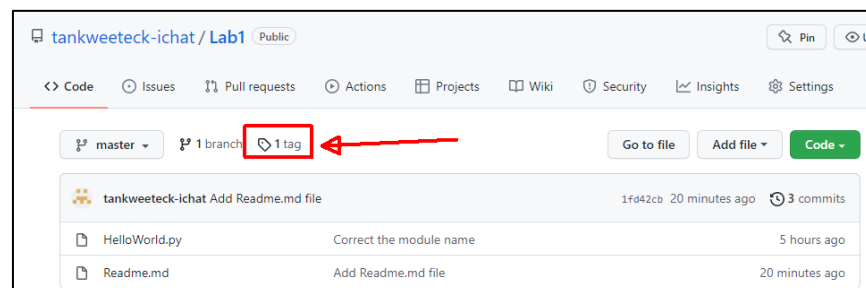 tankweeteck-ichat / Lab1 Public Pin
Code Issues Pull requests Actions Projects Wiki Security Insights Settings
master 1 branch 1 tag Go to file Add file Code
tankweeteck-ichat Add Readme.md file 1fd42cb 20 minutes ago 3 commits
HelloWorld.py Correct the module name 5 hours ago
Readme.md Add Readme.md file 20 minutes ago